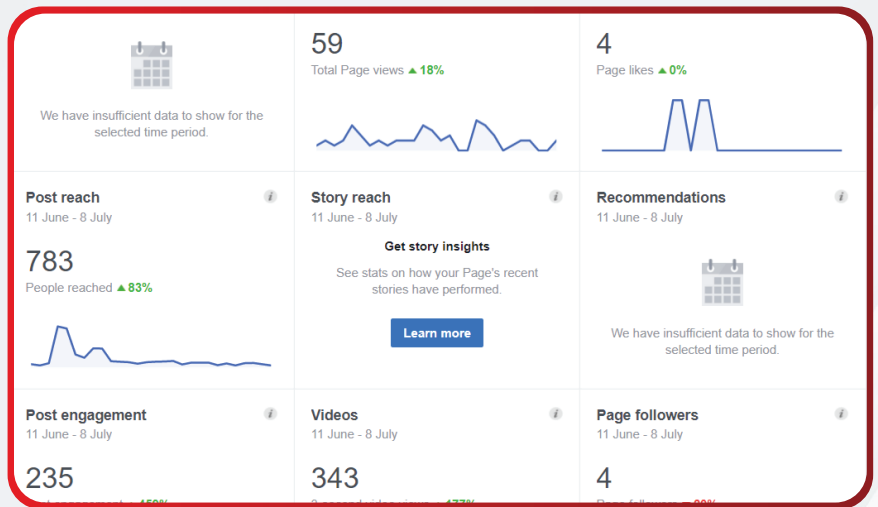 We have insufficient data to show for the
selected time period.
59
Total Page views ▲ 18%
4
Page likes ▲ 0%
Post reach
11 June - 8 July
783
People reached ▲ 83%
Story reach
11 June - 8 July
Get story insights
See stats on how your Page's recent
stories have performed.
Learn more
Recommendations
11 June - 8 July
We have insufficient data to show for the
selected time period.
Post engagement
11 June - 8 July
235
Videos
11 June - 8 July
343
Page followers
11 June - 8 July
4